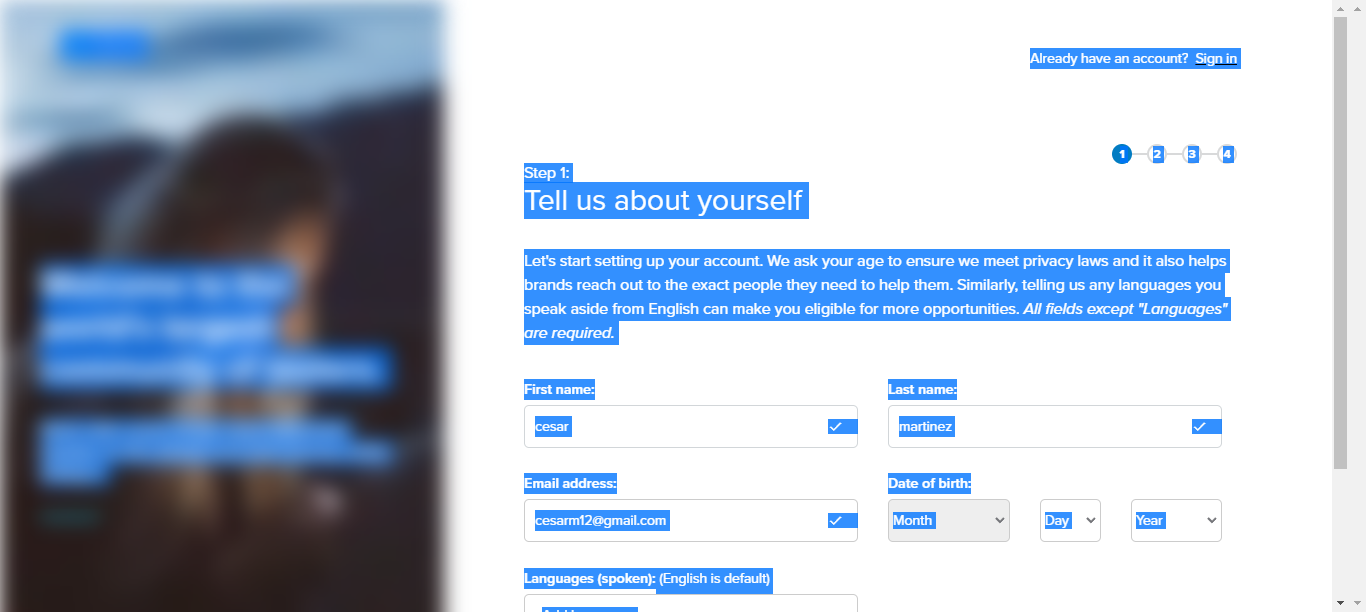 Already have an account? Sign in
1 2 3 4
Step 1:
Tell us about yourself
Let's start setting up your account. We ask your age to ensure we meet privacy laws and it also helps
brands reach out to the exact people they need to help them. Similarly, telling us any languages you
speak aside from English can make you eligible for more opportunities. All fields except "Languages"
are required.
First name: Last name:
cesar martinez
Email address: Date of birth:
cesarm12@gmail.com Month Day Year
Languages (spoken): (English is default)